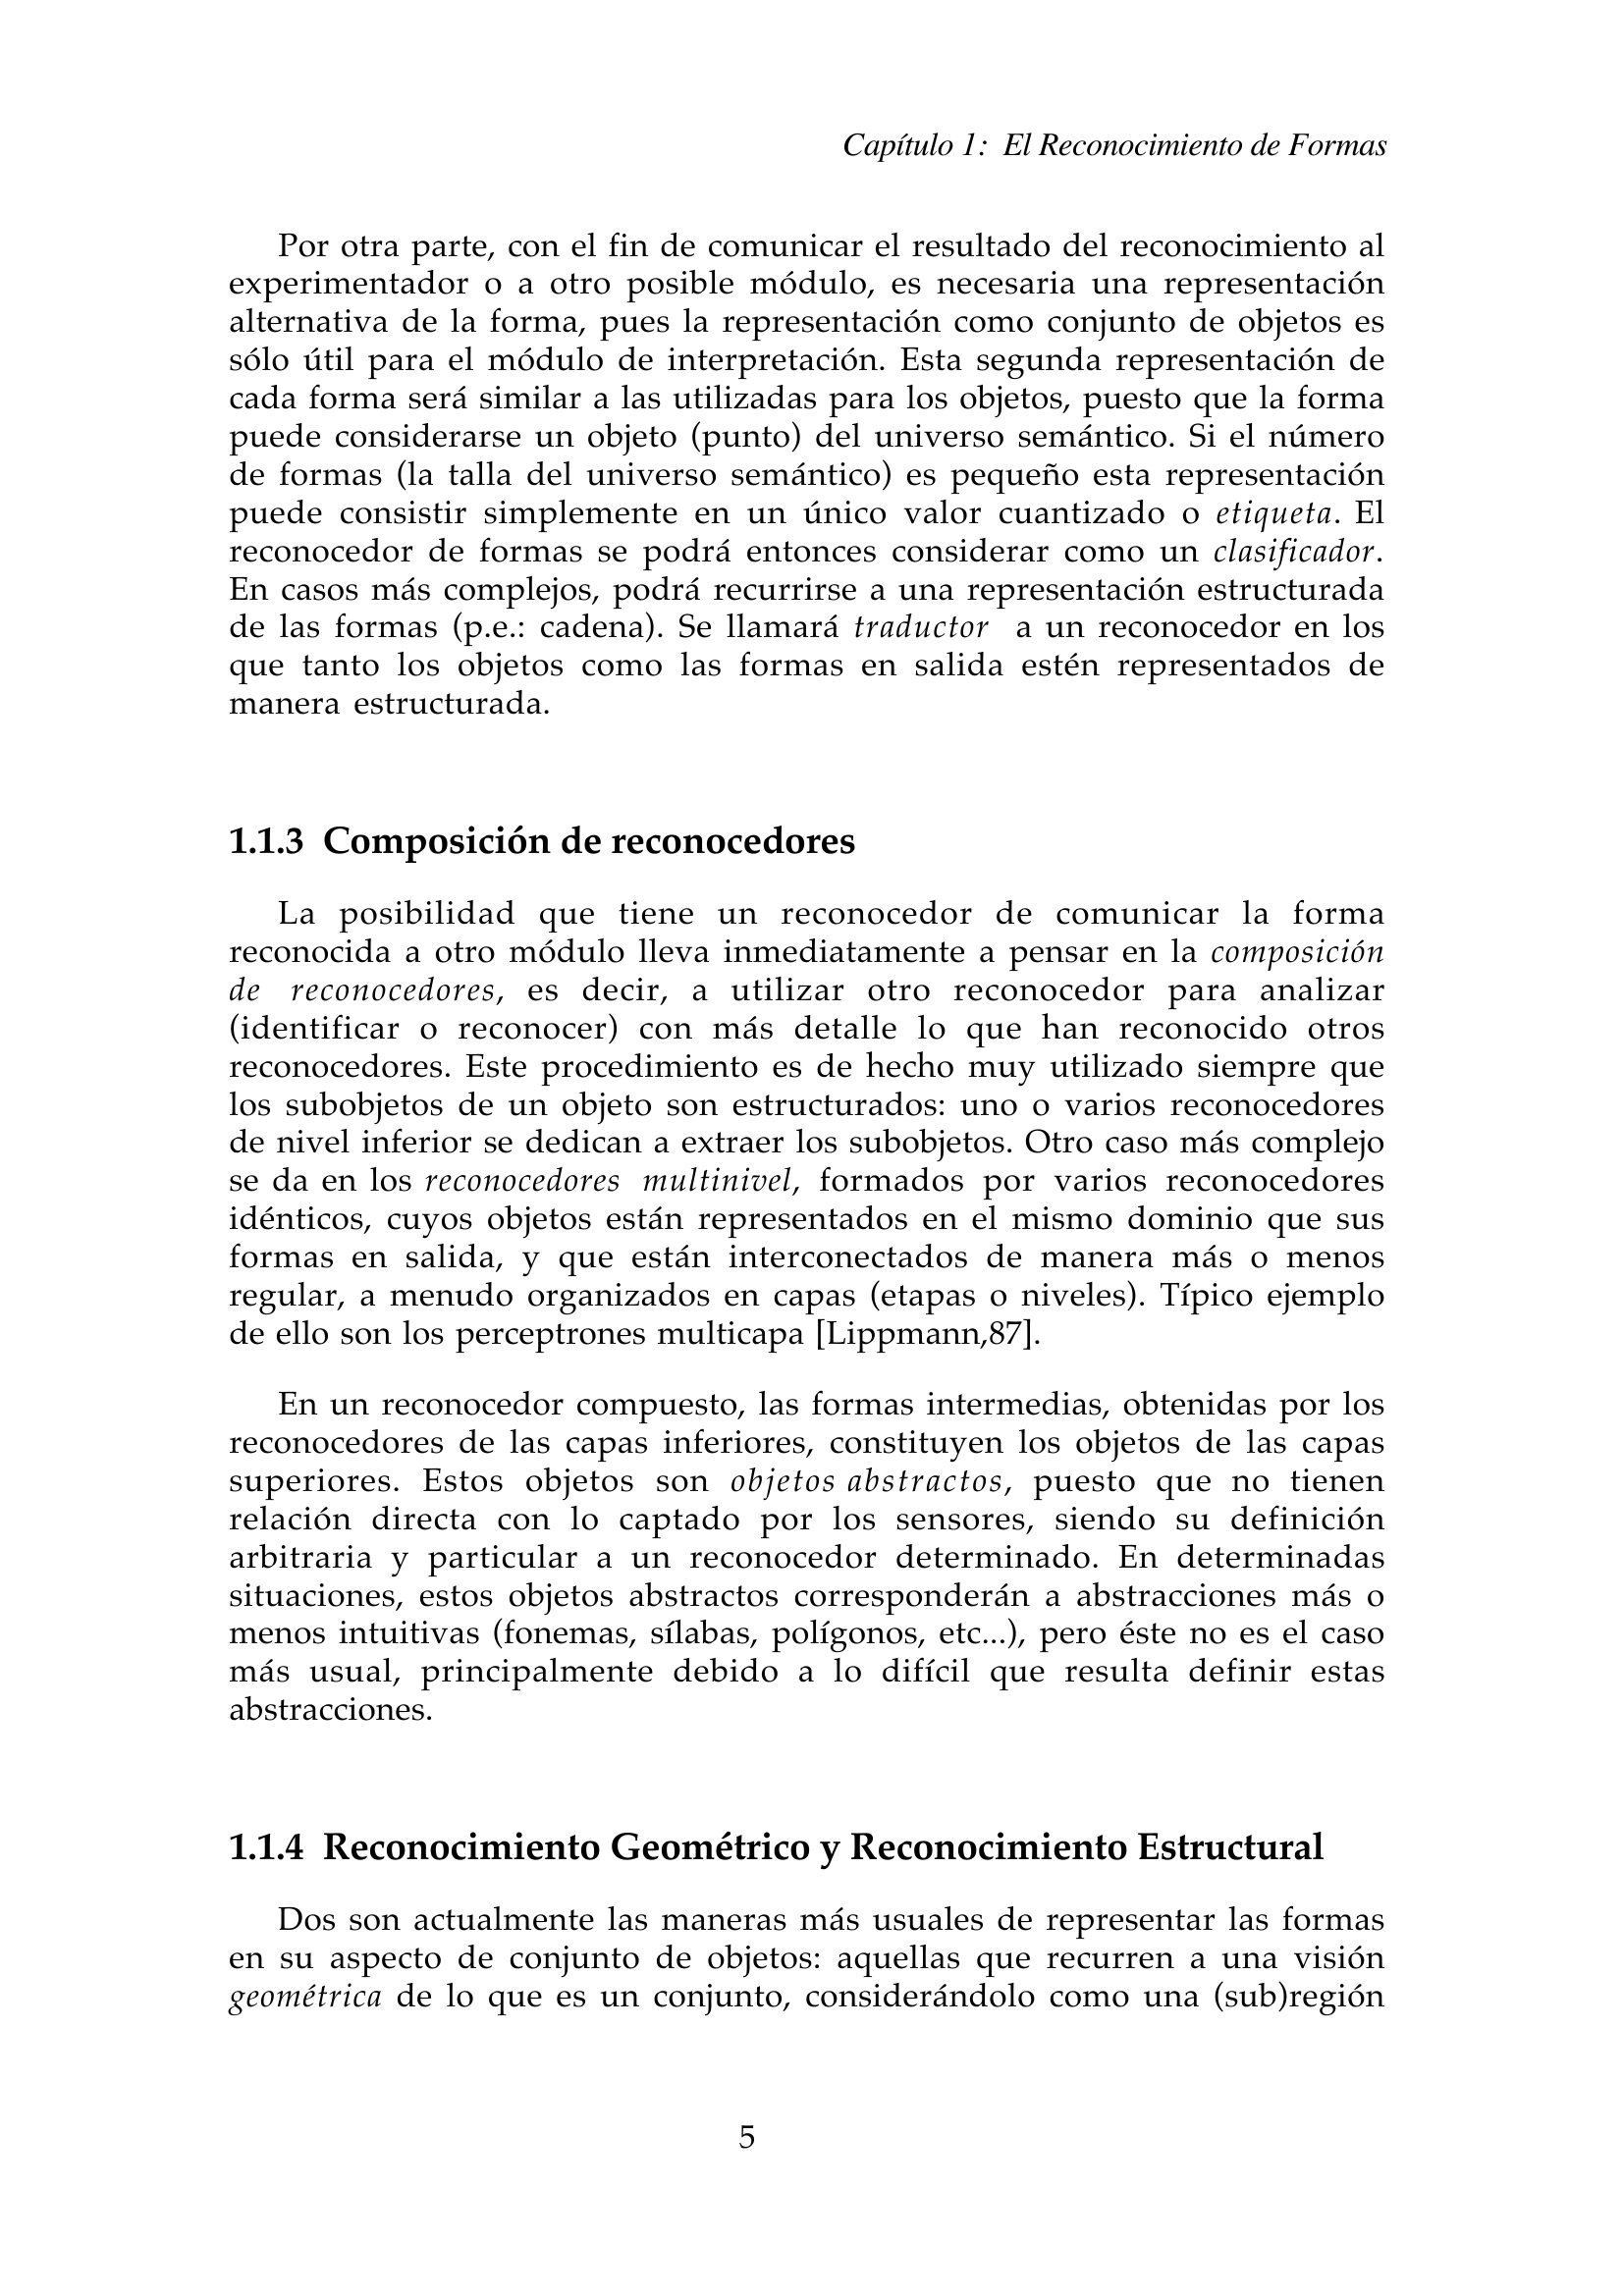 Capítulo 1:  El Reconocimiento de Formas
Por otra parte, con el fin de comunicar el resultado del reconocimiento al
experimentador o a otro posible módulo, es necesaria una representación
alternativa de la forma, pues la representación como conjunto de objetos es
sólo útil para el módulo de interpretación. Esta segunda representación de
cada forma será similar a las utilizadas para los objetos, puesto que la forma
puede considerarse un objeto (punto) del universo semántico. Si el número
de formas (la talla del universo semántico) es pequeño esta representación
puede consistir simplemente en un único valor cuantizado o etiqueta. El
reconocedor de formas se podrá entonces considerar como un clasificador.
En casos más complejos, podrá recurrirse a una representación estructurada
de las formas (p.e.: cadena). Se llamará traductor a un reconocedor en los
que tanto los objetos como las formas en salida estén representados de
manera estructurada.
1.1.3 Composición de reconocedores
La posibilidad que tiene un reconocedor de comunicar la forma
reconocida a otro módulo lleva inmediatamente a pensar en la composición
de reconocedores, es decir, a utilizar otro reconocedor para analizar
(identificar o reconocer) con más detalle lo que han reconocido otros
reconocedores. Este procedimiento es de hecho muy utilizado siempre que
los subobjetos de un objeto son estructurados: uno o varios reconocedores
de nivel inferior se dedican a extraer los subobjetos. Otro caso más complejo
se da en los reconocedores multinivel, formados por varios reconocedores
idénticos, cuyos objetos están representados en el mismo dominio que sus
formas en salida, y que están interconectados de manera más o menos
regular, a menudo organizados en capas (etapas o niveles). Típico ejemplo
de ello son los perceptrones multicapa [Lippmann,87].
En un reconocedor compuesto, las formas intermedias, obtenidas por los
reconocedores de las capas inferiores, constituyen los objetos de las capas
superiores. Estos objetos son objetos abstractos, puesto que no tienen
relación directa con lo captado por los sensores, siendo su definición
arbitraria y particular a un reconocedor determinado. En determinadas
situaciones, estos objetos abstractos corresponderán a abstracciones más o
menos intuitivas (fonemas, sílabas, polígonos, etc...), pero éste no es el caso
más usual, principalmente debido a lo difícil que resulta definir estas
abstracciones.
1.1.4 Reconocimiento Geométrico y Reconocimiento Estructural
Dos son actualmente las maneras más usuales de representar las formas
en su aspecto de conjunto de objetos: aquellas que recurren a una visión
geométrica de lo que es un conjunto, considerándolo como una (sub)región
5